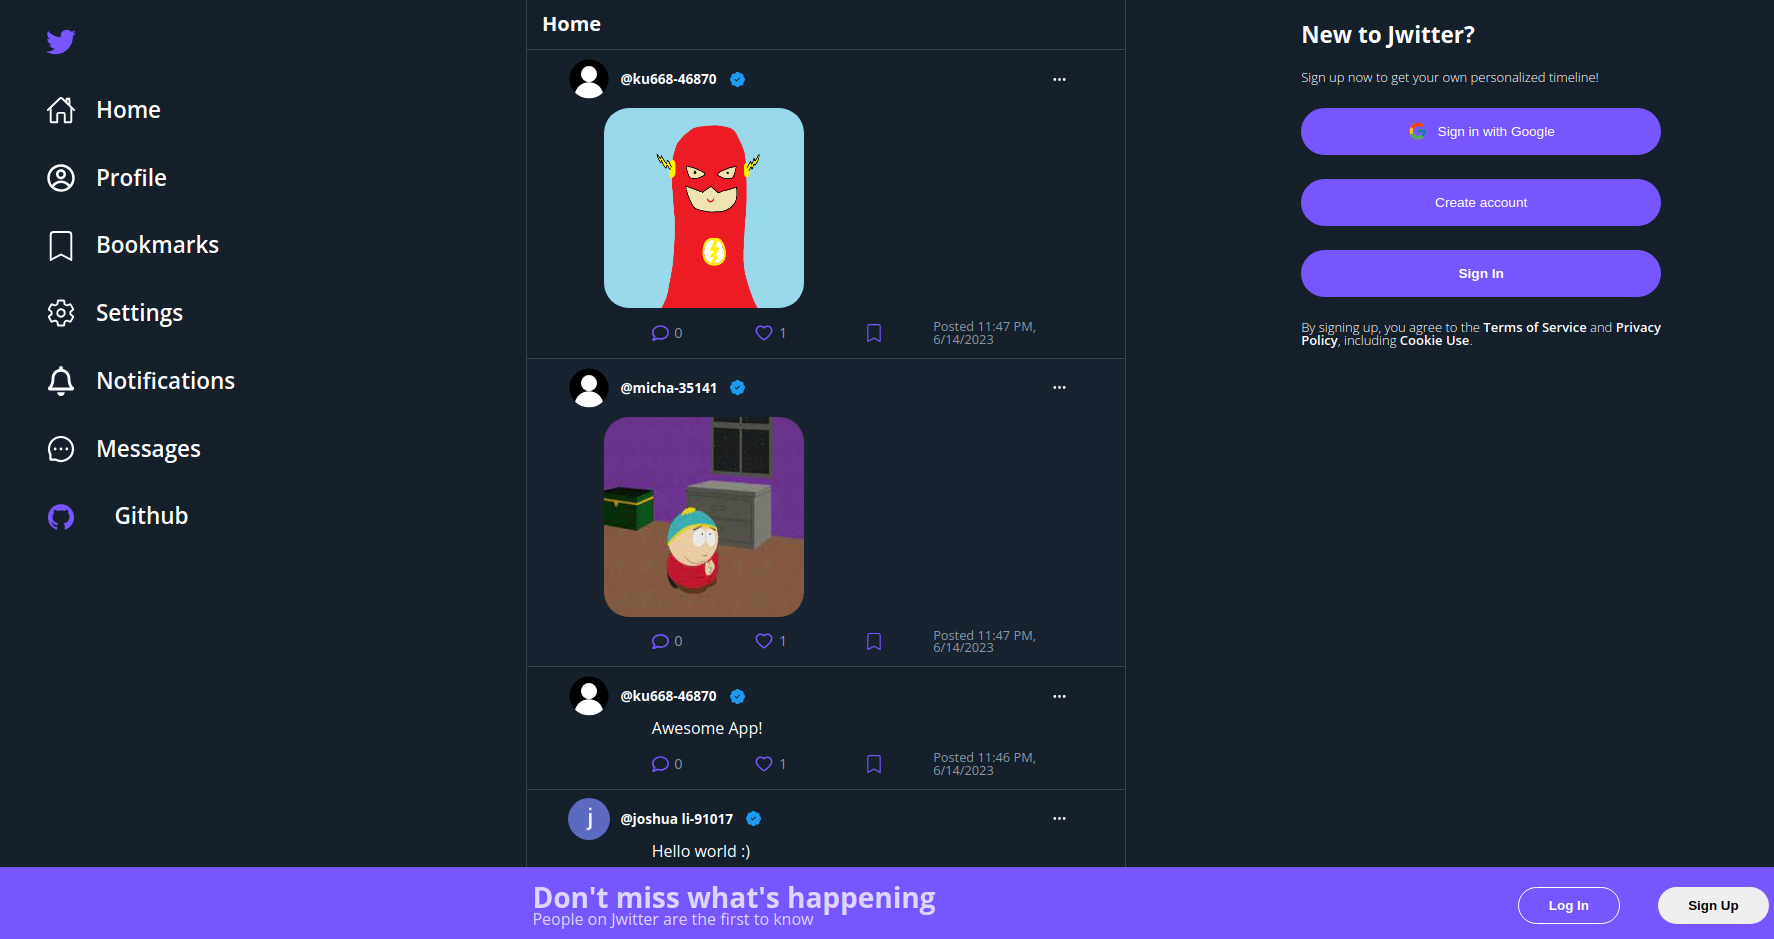 Home
Profile
Bookmarks
Settings
Notifications
Messages
Github
Home
@ku668-46870
0
1
Posted 11:47 PM,
6/14/2023
@micha-35141
0
1
Posted 11:47 PM,
6/14/2023
@ku668-46870
Awesome App!
0
1
Posted 11:46 PM,
6/14/2023
j
@joshua li-91017
Hello world :)
New to Jwitter?
Sign up now to get your own personalized timeline!
Sign in with Google
Create account
Sign In
By signing up, you agree to the Terms of Service and Privacy
Policy, including Cookie Use.
Don't miss what's happening
People on Jwitter are the first to know
Log In
Sign Up